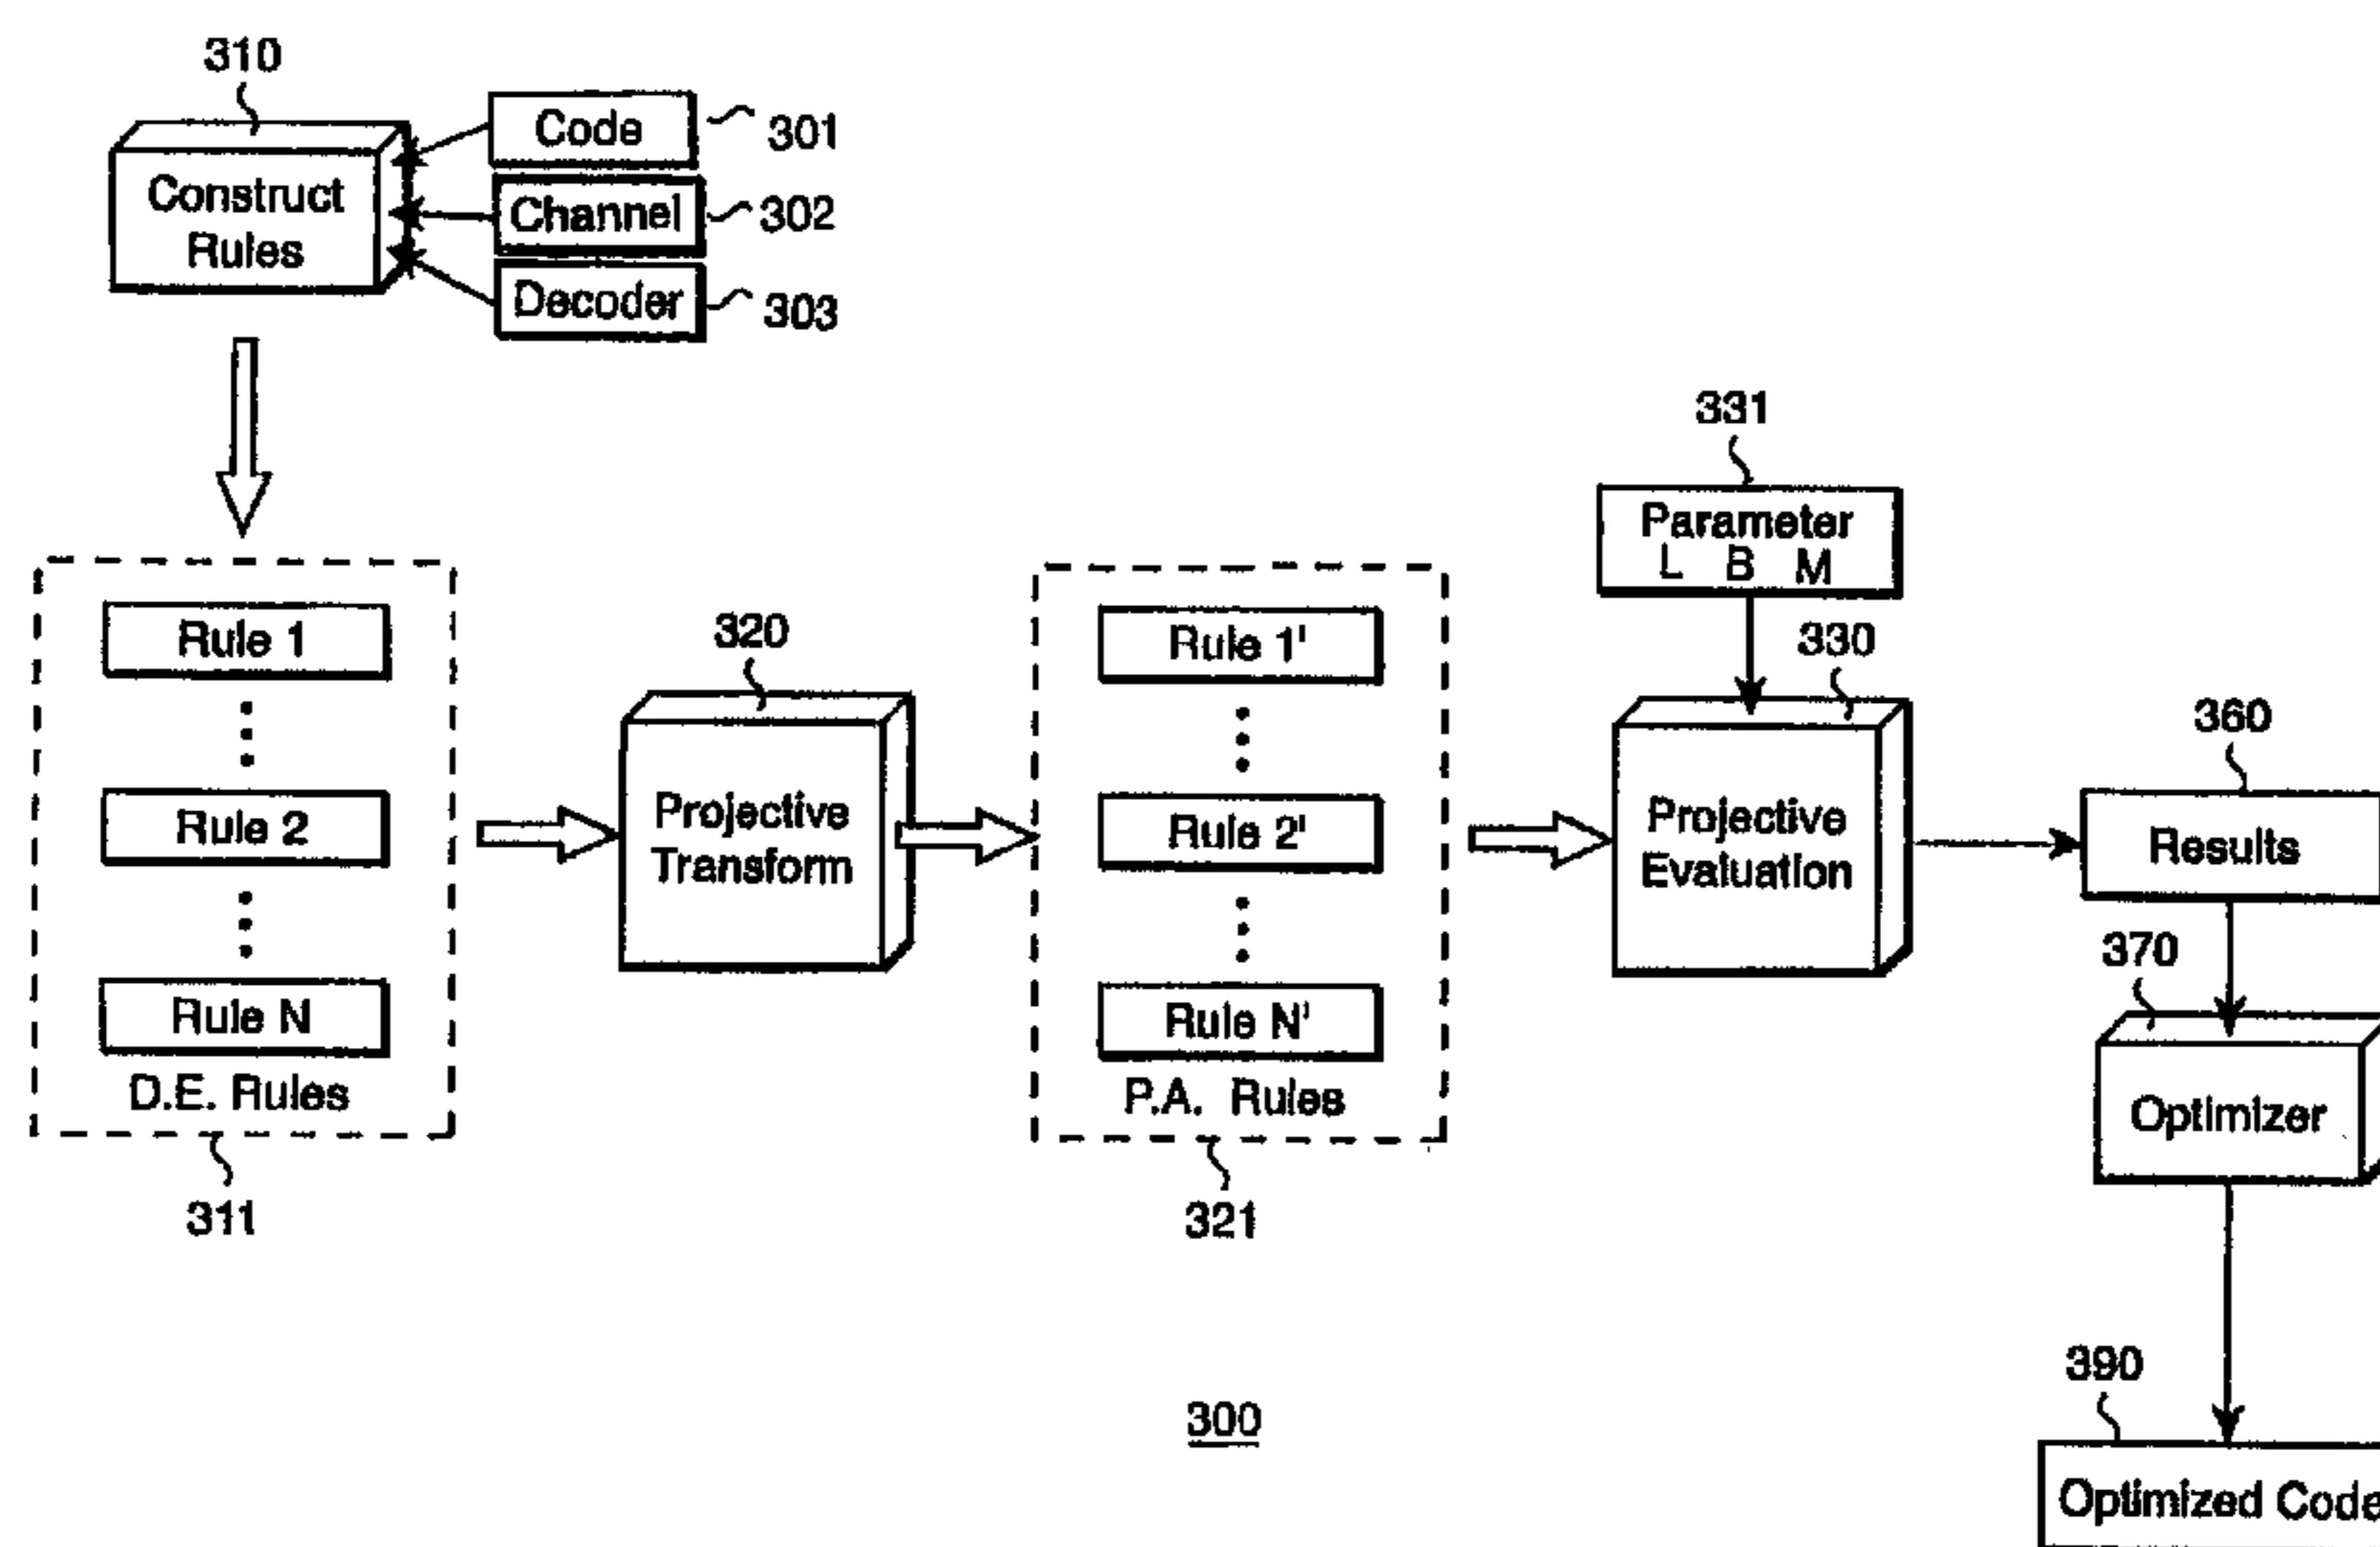 310
Code
301
Construct
Rules
Channel
302
Decoder
303
331
Parameter
L B M
330
Rule 1
Rule 2
Rule N
D.E. Rules
311
320
Projective
Transform
Rule 1'
Rule 2'
Rule N'
P.A. Rules
321
Projective
Evaluation
360
Results
370
Optimizer
300
390
Optimized Code